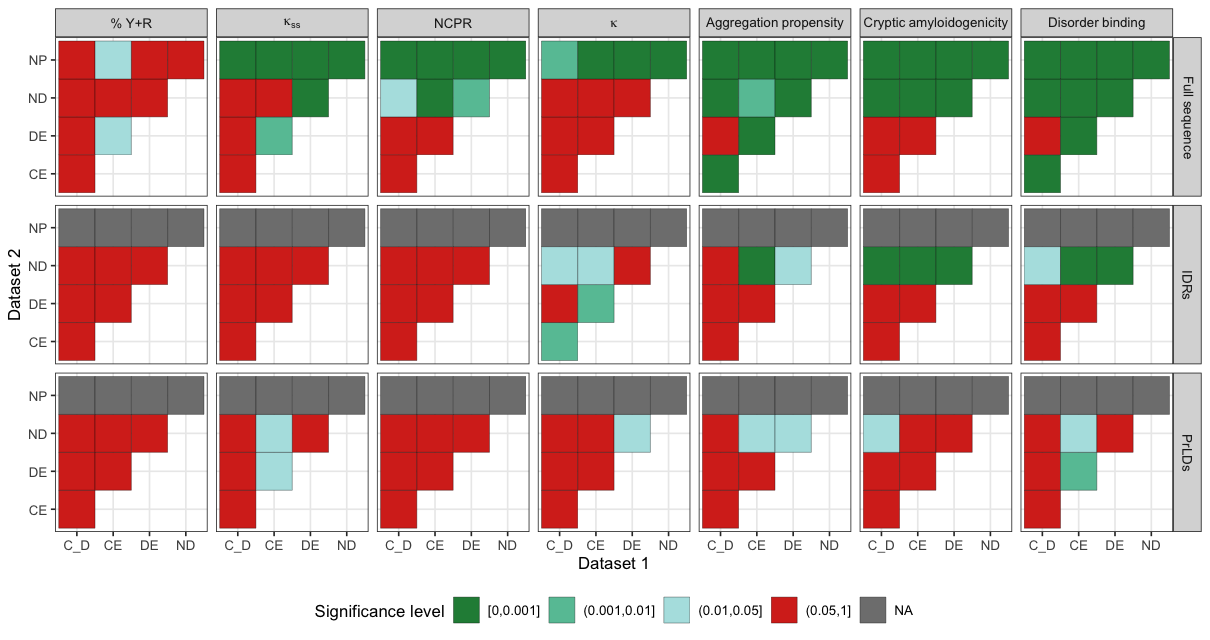 % Y+R
κss
NCPR
κ
Aggregation propensity
Cryptic amyloidogenicity
Disorder binding
NP
ND
DE
CE
Full sequence
NP
ND
DE
CE
IDRs
NP
ND
DE
CE
PrLDs
Dataset 2
C_D CE DE ND
C_D CE DE ND
C_D CE DE ND
C_D CE DE ND
C_D CE DE ND
C_D CE DE ND
C_D CE DE ND
Dataset 1
Significance level [0,0.001] (0.001,0.01] (0.01,0.05] (0.05,1] NA